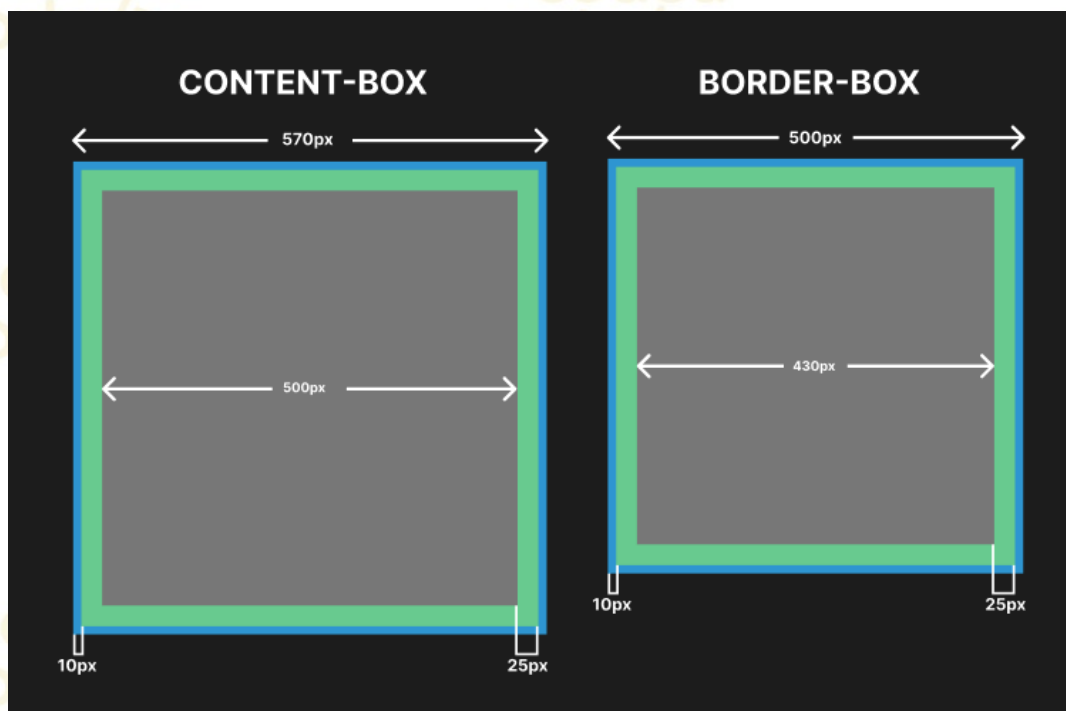 CONTENT-BOX
570px
500px
10px
25px
BORDER-BOX
500px
430px
10px
25px